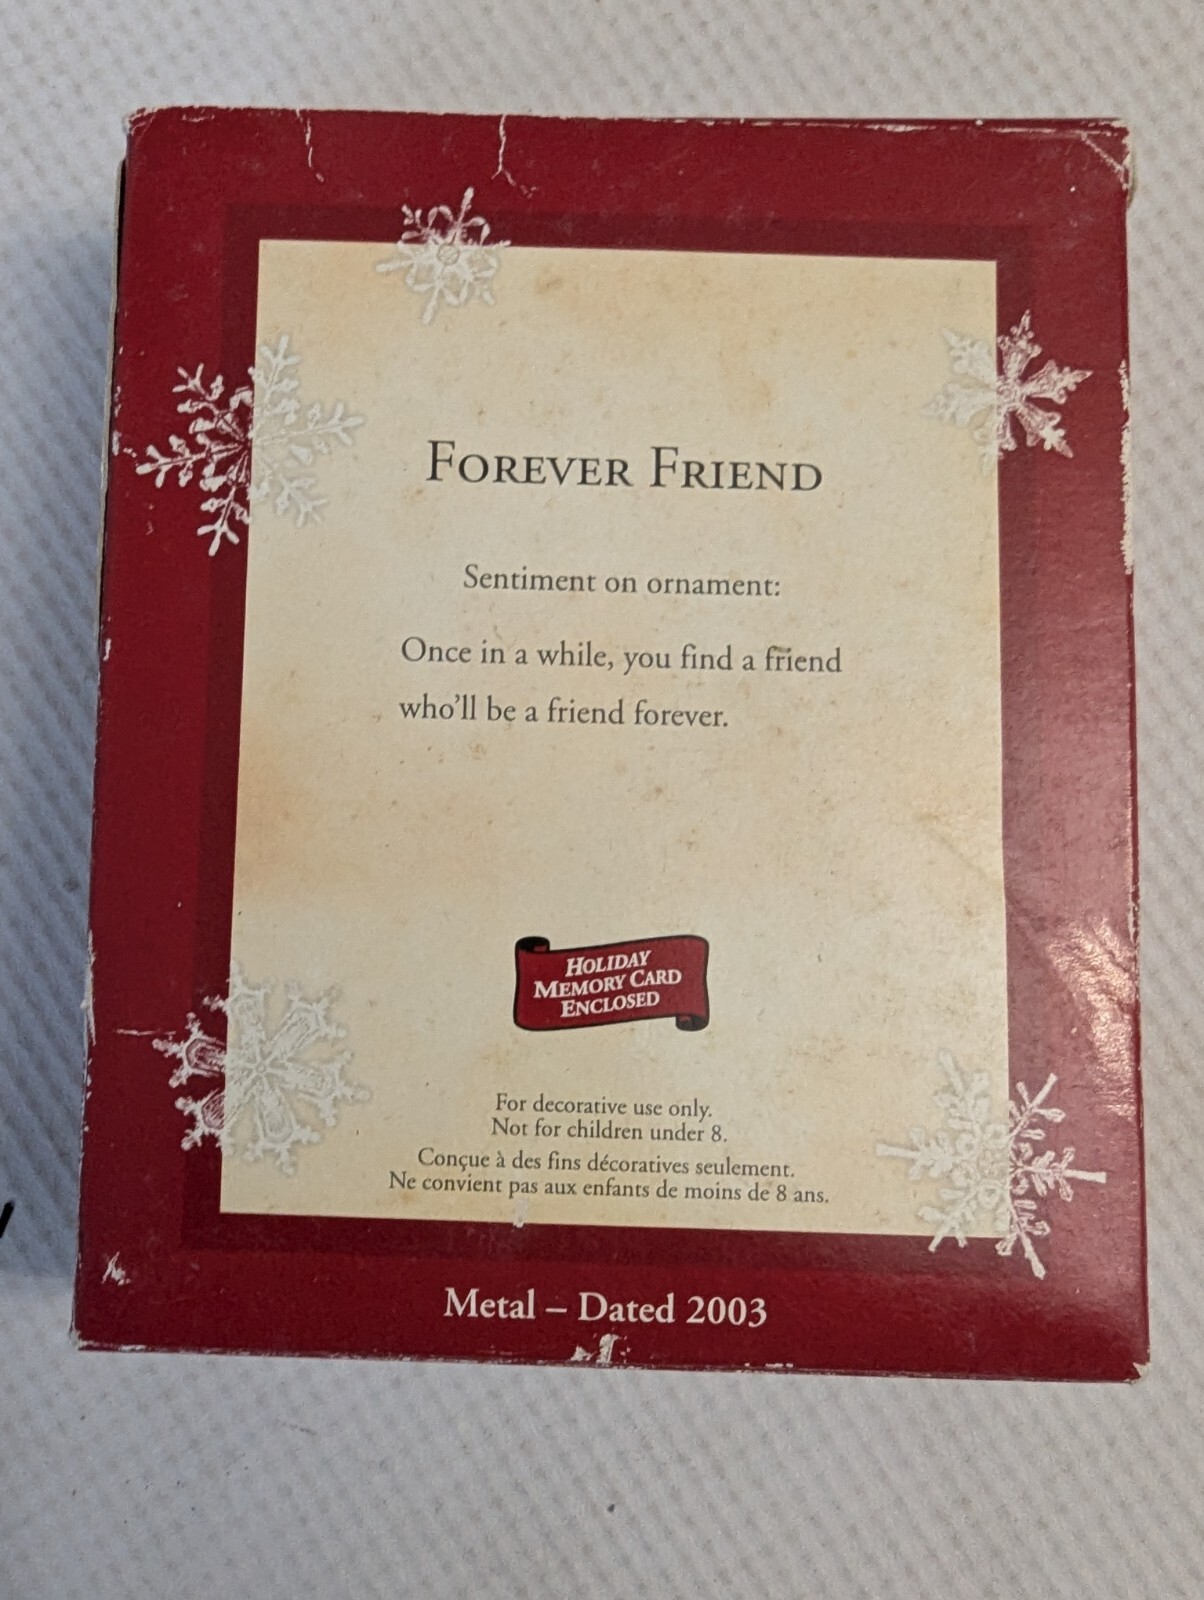 FOREVER FRIEND
Sentiment on ornament:
Once in a while, you find a friend
who'll be a friend forever.
HOLIDAY
MEMORY CARD
ENCLOSED
For decorative use only.
Not for children under 8.
Conçue à des fins décoratives seulement.
Ne convient pas aux enfants de moins de 8 ans.
Metal – Dated 2003